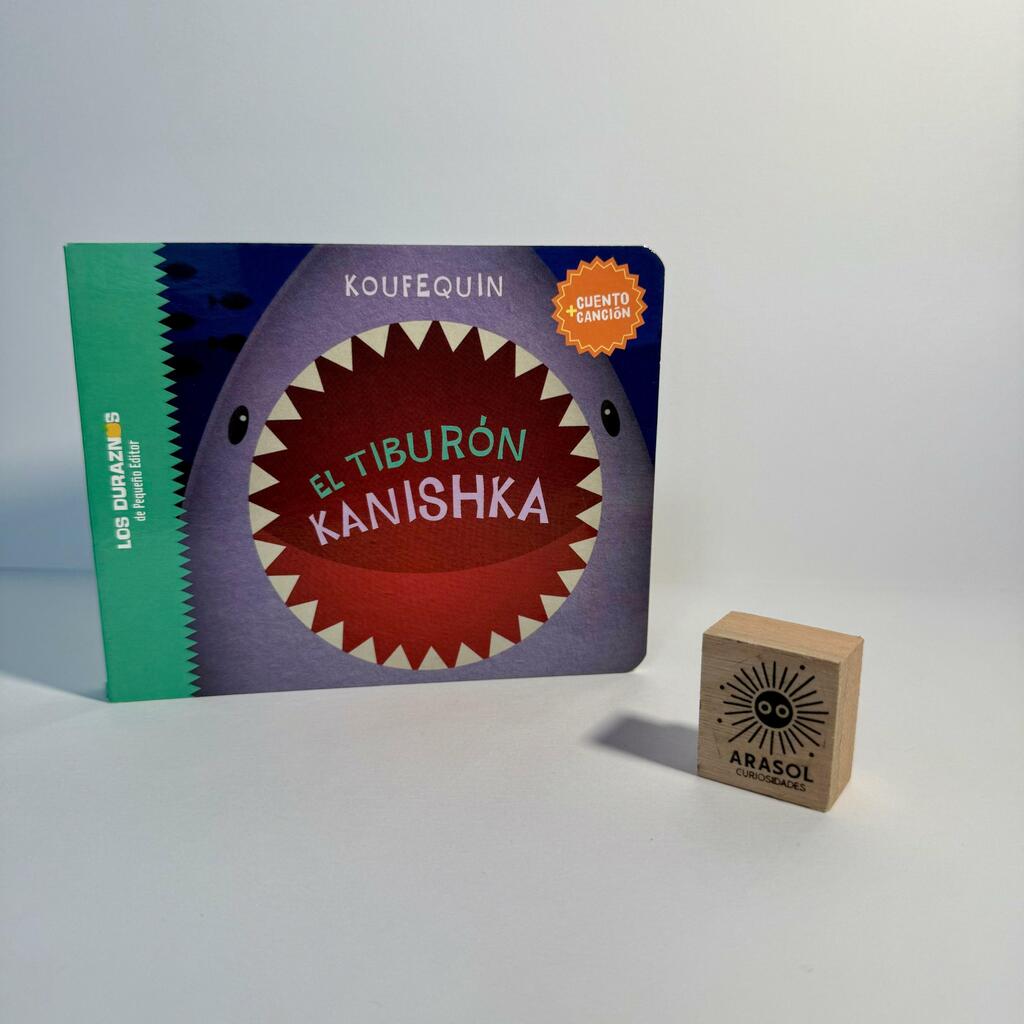 KOUFEQUIN
+CUENTO
CANCIÓN
EL TIBURÓN
KANISHKA
LOS DURAZNOS
de Pequeño Editor
ARASOL
CURIOSIDADES